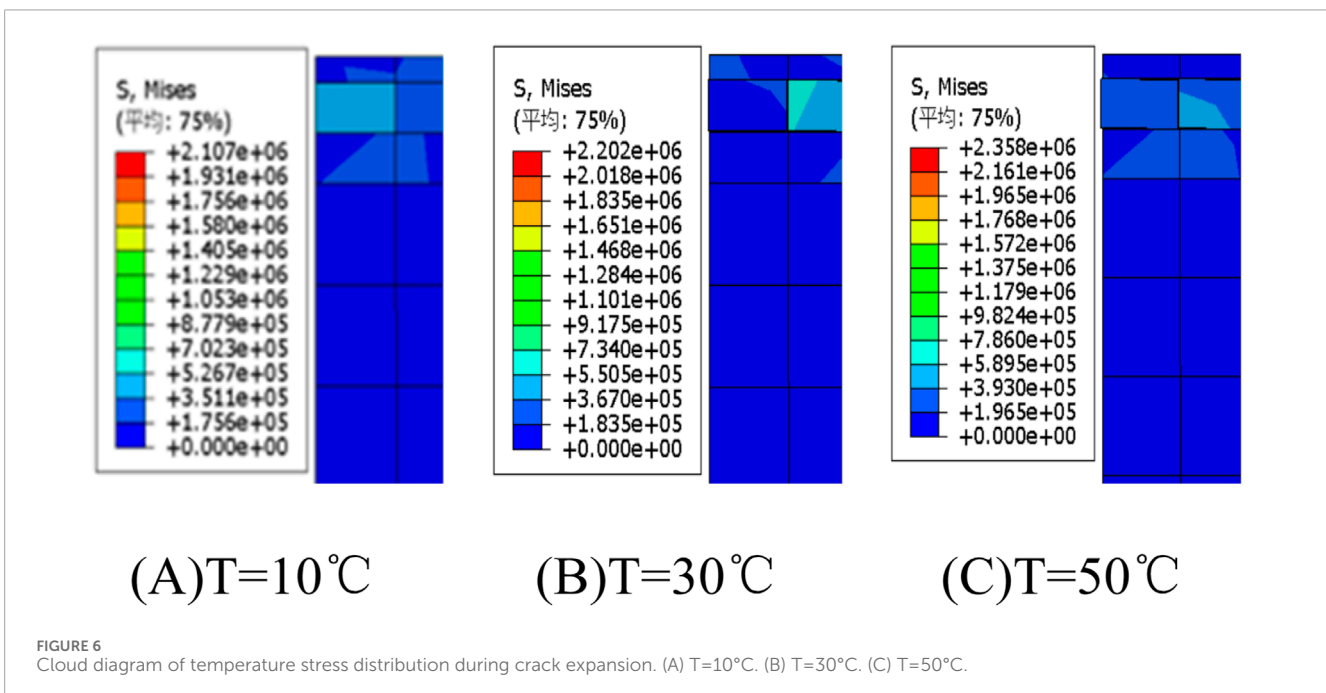 S, Mises
(平均: 75%)
+2.107e+06
+1.931e+06
+1.756e+06
+1.580e+06
+1.405e+06
+1.229e+06
+1.053e+06
+8.779e+05
+7.023e+05
+5.267e+05
+3.511e+05
+1.756e+05
+0.000e+00
S, Mises
(平均: 75%)
+2.202e+06
+2.018e+06
+1.835e+06
+1.651e+06
+1.468e+06
+1.284e+06
+1.101e+06
+9.175e+05
+7.340e+05
+5.505e+05
+3.670e+05
+1.835e+05
+0.000e+00
S, Mises
(平均: 75%)
+2.358e+06
+2.161e+06
+1.965e+06
+1.768e+06
+1.572e+06
+1.375e+06
+1.179e+06
+9.824e+05
+7.860e+05
+5.895e+05
+3.930e+05
+1.965e+05
+0.000e+00
(A)T=10℃
(B)T=30℃
(C)T=50℃
FIGURE 6
Cloud diagram of temperature stress distribution during crack expansion. (A) T=10°C. (B) T=30°C. (C) T=50°C.